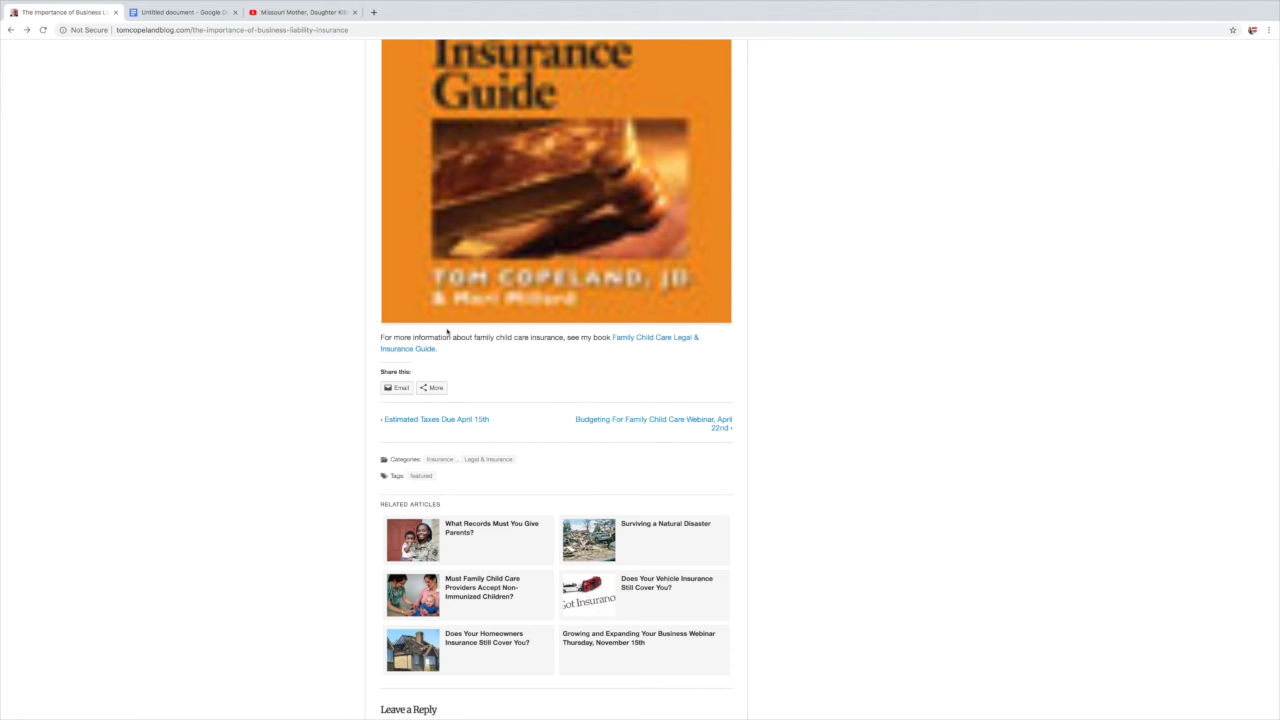 The Importance of Business Li
Untitled document - Google D
Missouri Mother, Daughter Kill
Not Secure
tomcopelandblog.com/the-importance-of-business-liability-insurance
Insurance
Guide
TOM COPELAND, JD
& Mari Millard
For more information about family child care insurance, see my book Family Child Care Legal &
Insurance Guide.
Share this:
Email
More
‹ Estimated Taxes Due April 15th
Budgeting For Family Child Care Webinar, April
22nd ›
Categories: Insurance , Legal & Insurance
Tags: featured
RELATED ARTICLES
What Records Must You Give
Parents?
Surviving a Natural Disaster
Must Family Child Care
Providers Accept Non-
Immunized Children?
Does Your Vehicle Insurance
Still Cover You?
Got Insuranc
Does Your Homeowners
Insurance Still Cover You?
Growing and Expanding Your Business Webinar
Thursday, November 15th
Leave a Reply